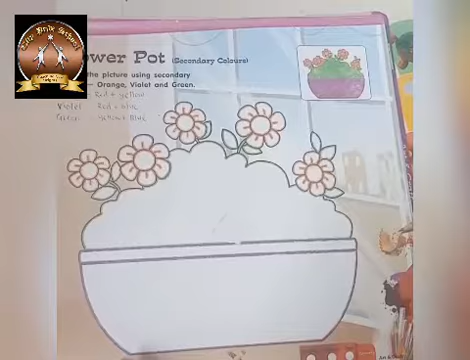 ower Pot (Secondary Colours)
the picture using secondary
— Orange, Violet and Green.
- Red + yellow
Violet - Red + Blue
Green - yellow + Blue